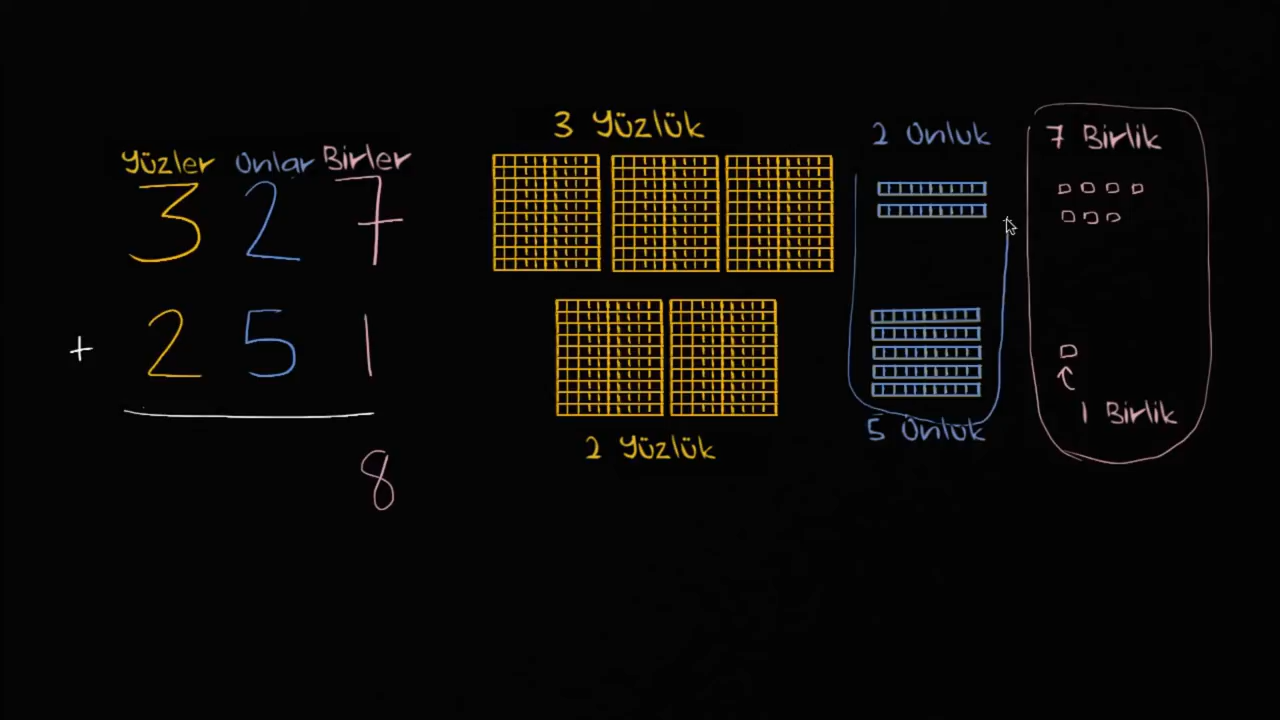 Yüzler Onlar Birler
3 2 7
+ 2 5 1
8
3 Yüzlük
2 Yüzlük
2 Onluk
5 Onluk
7 Birlik
1 Birlik